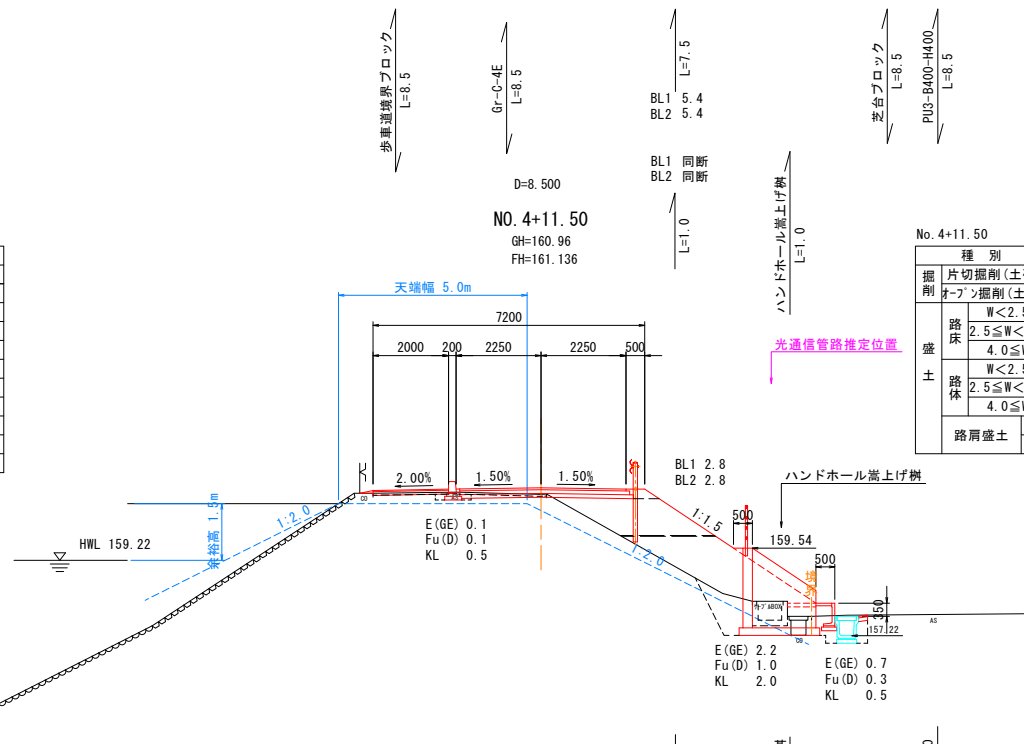 歩車道境界ブロック
L=8.5
Gr-C-4E
L=8.5
L=7.5
BL1 5.4
BL2 5.4
芝台ブロック
L=8.5
PU3-B400-H400
L=8.5
BL1 同断
BL2 同断
L=1.0
ハンドホール嵩上げ桝
L=1.0
D=8.500
NO.4+11.50
GH=160.96
FH=161.136
No.4+11.50
種 別
掘削
片切掘削(土
オープン掘削(土
盛土
路床
W<2.5
2.5≦W<
4.0≦W
路体
W<2.5
2.5≦W<
4.0≦W
路肩盛土
天端幅 5.0m
7200
2000 200 2250 2250 500
光通信管路推定位置
2.00% 1.50% 1.50%
BL1 2.8
BL2 2.8
ハンドホール嵩上げ桝
CO
余裕高 1.5m
1:2.0
E(GE) 0.1
Fu(D) 0.1
KL 0.5
1:1.5
500
159.54
HWL 159.22
1:2.0
500
境界
350
157.22
AS
CO
E(GE) 2.2
Fu(D) 1.0
KL 2.0
E(GE) 0.7
Fu(D) 0.3
KL 0.5